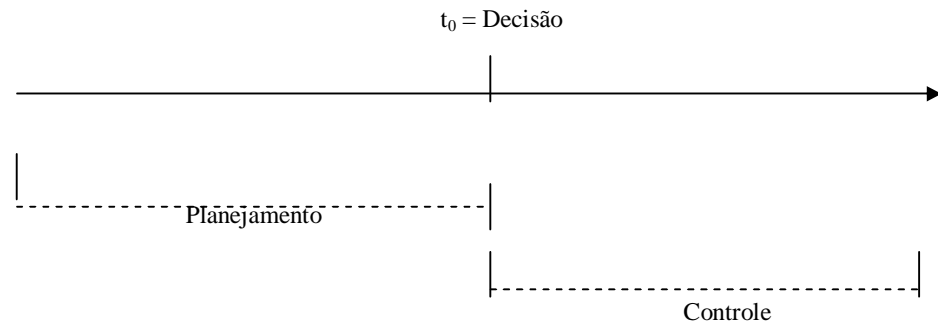 t₀ = Decisão
Planejamento
Controle